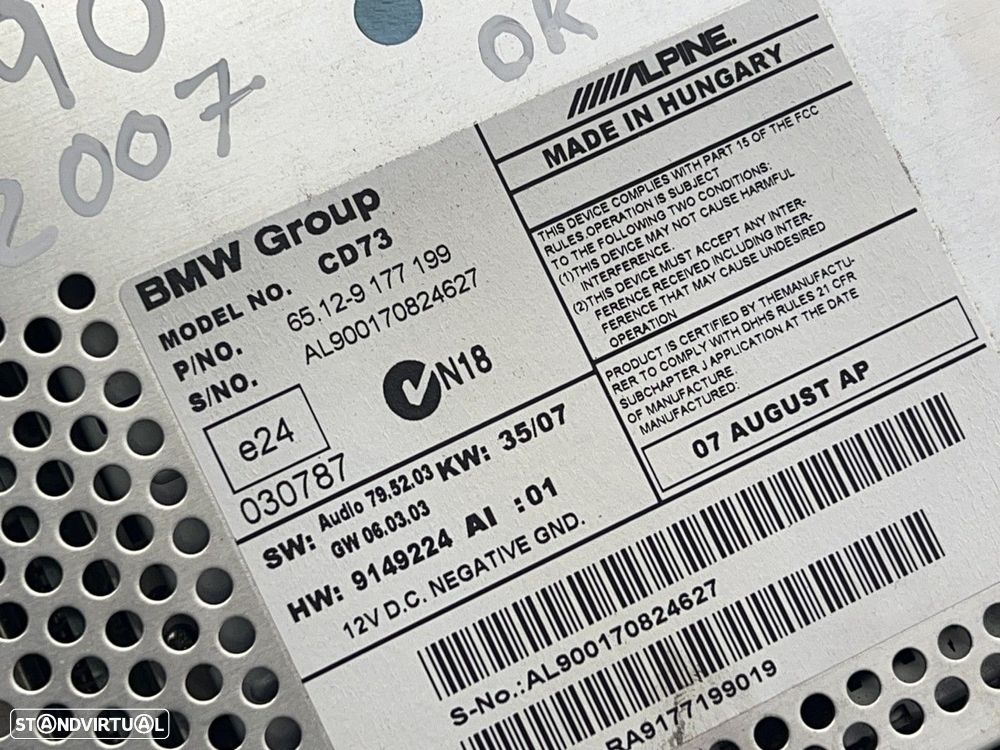 90
2007
OK
BMW Group
MODEL NO. CD73
P/NO. 65.12-9 177 199
S/NO. AL900170824627
e24
030787
N18
SW: Audio 79.52.03 KW: 35/07
GW 06.03.03
HW: 9149224 AI :01
12V D.C. NEGATIVE GND.
ALPINE.
MADE IN HUNGARY
THIS DEVICE COMPLIES WITH PART 15 OF THE FCC
RULES.OPERATION IS SUBJECT
TO THE FOLLOWING TWO CONDITIONS:
(1)THIS DEVICE MAY NOT CAUSE HARMFUL
INTERFERENCE.
(2)THIS DEVICE MUST ACCEPT ANY INTER-
FERENCE RECEIVED INCLUDING INTER-
FERENCE THAT MAY CAUSE UNDESIRED
OPERATION
PRODUCT IS CERTIFIED BY THEMANUFACTU-
RER TO COMPLY WITH DHHS RULES 21 CFR
SUBCHAPTER J APPLICATION AT THE DATE
OF MANUFACTURE.
MANUFACTURED:
07 AUGUST AP
S-No.:AL900170824627
RA9177199019
STANDVIRTUAL